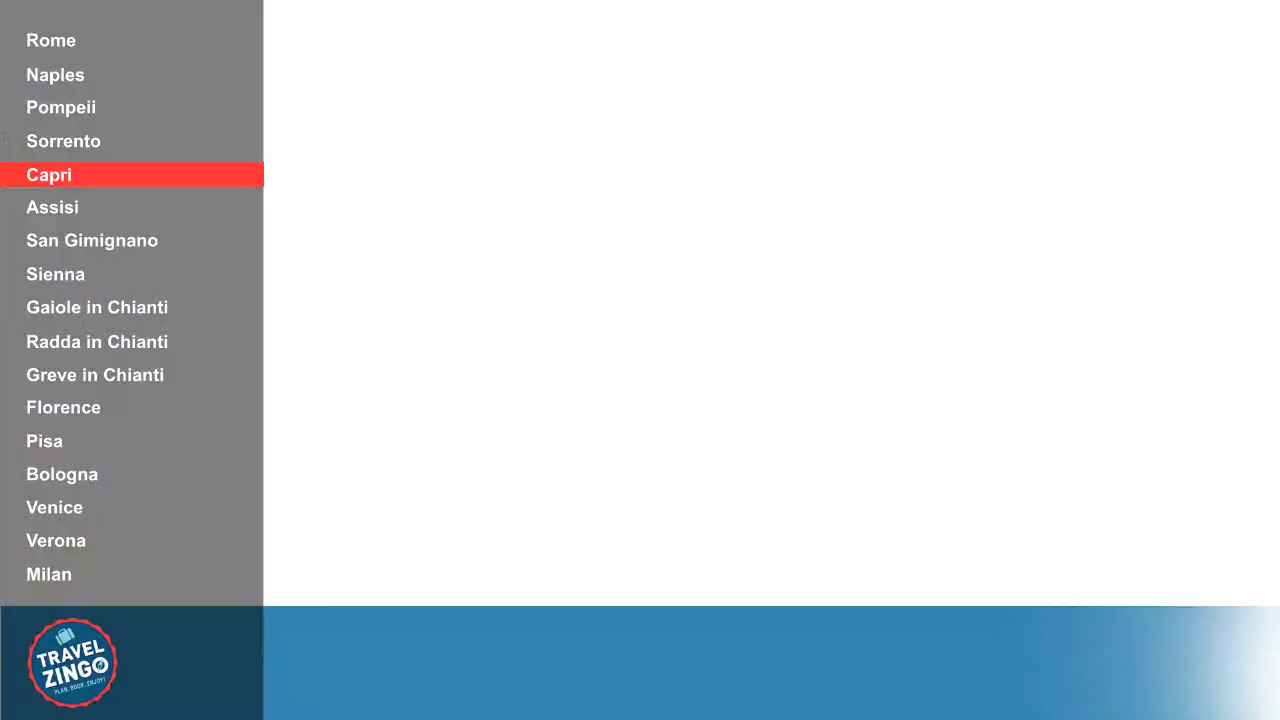 Rome
Naples
Pompeii
Sorrento
Capri
Assisi
San Gimignano
Sienna
Gaiole in Chianti
Radda in Chianti
Greve in Chianti
Florence
Pisa
Bologna
Venice
Verona
Milan
TRAVEL
ZINGO
PLAN. BOOK. ENJOY!